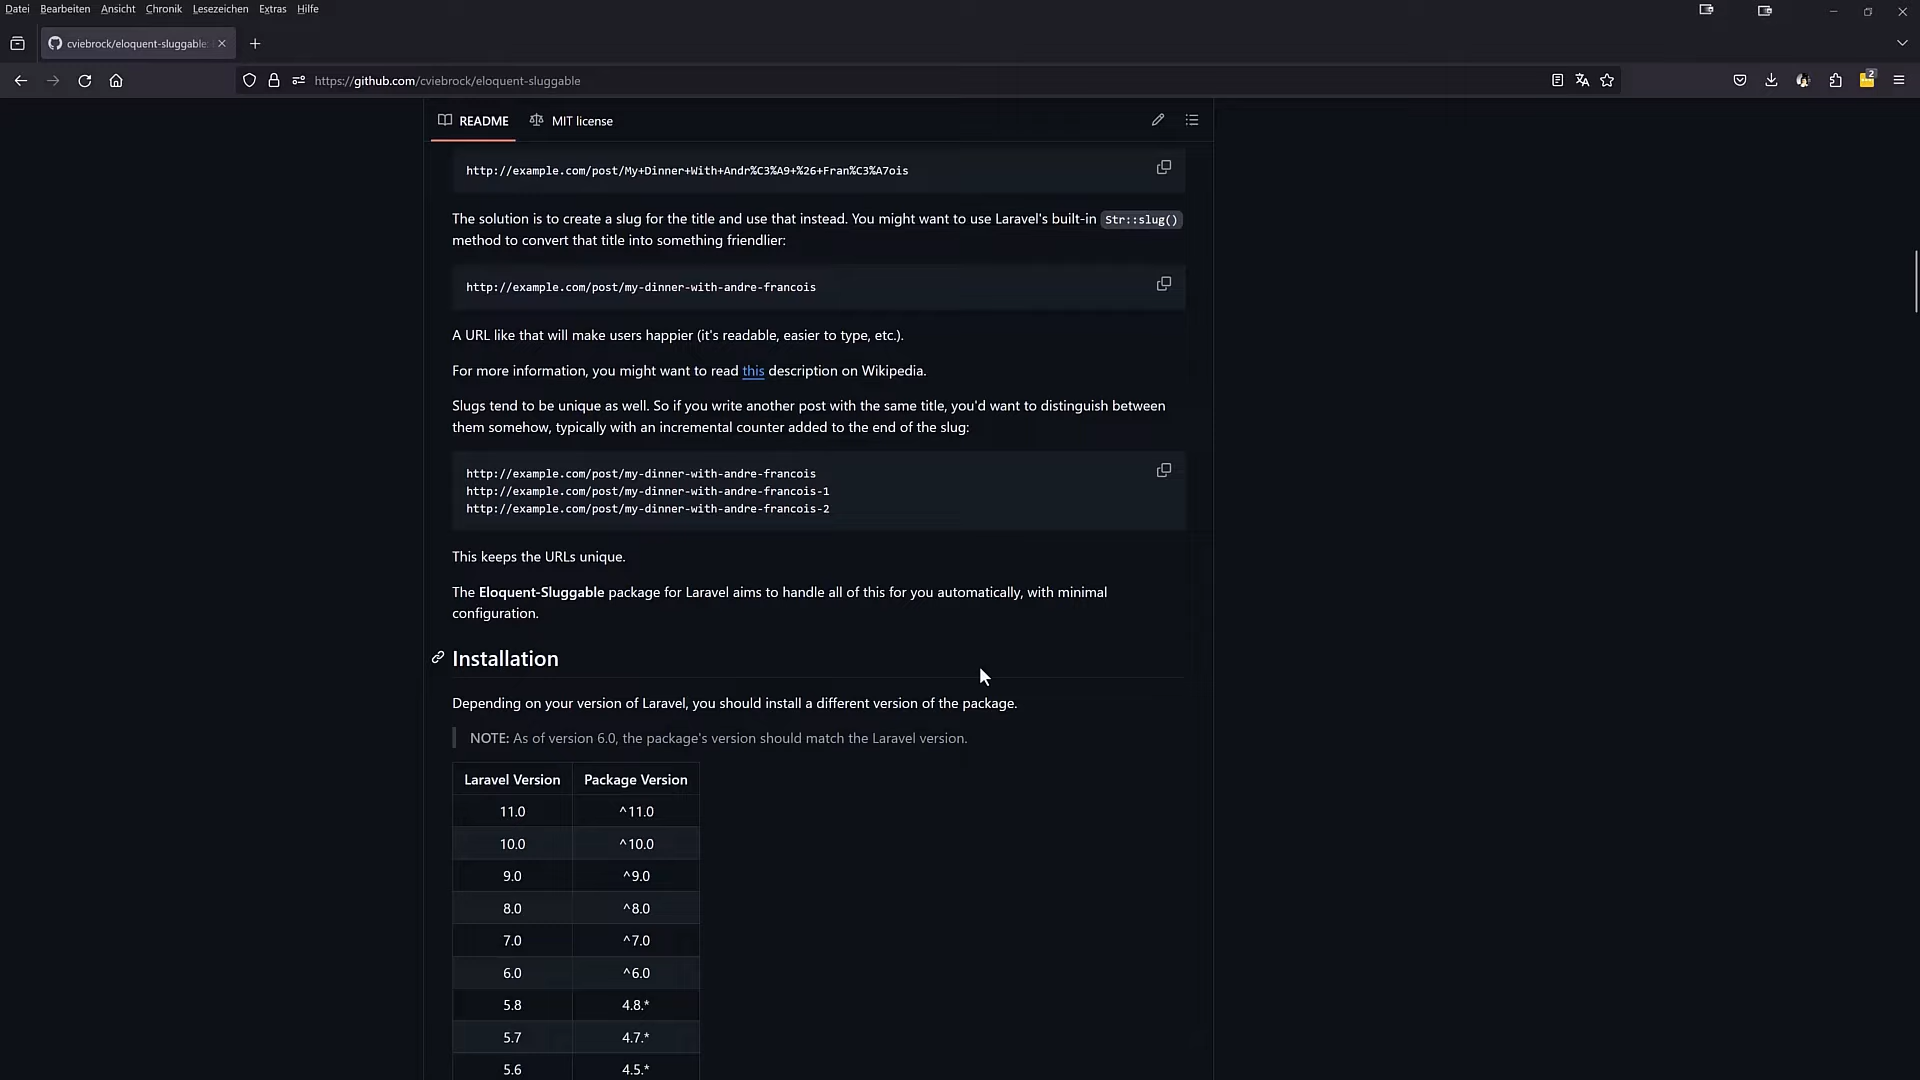 Datei Bearbeiten Ansicht Chronik Lesezeichen Extras Hilfe
cviebrock/eloquent-sluggable:
https://github.com/cviebrock/eloquent-sluggable
2
README MIT license
http://example.com/post/My+Dinner+With+Andr%C3%A9+%26+Fran%C3%A7ois
The solution is to create a slug for the title and use that instead. You might want to use Laravel's built-in Str::slug()
method to convert that title into something friendlier:
http://example.com/post/my-dinner-with-andre-francois
A URL like that will make users happier (it's readable, easier to type, etc.).
For more information, you might want to read this description on Wikipedia.
Slugs tend to be unique as well. So if you write another post with the same title, you'd want to distinguish between
them somehow, typically with an incremental counter added to the end of the slug:
http://example.com/post/my-dinner-with-andre-francois
http://example.com/post/my-dinner-with-andre-francois-1
http://example.com/post/my-dinner-with-andre-francois-2
This keeps the URLs unique.
The Eloquent-Sluggable package for Laravel aims to handle all of this for you automatically, with minimal
configuration.
Installation
Depending on your version of Laravel, you should install a different version of the package.
NOTE: As of version 6.0, the package's version should match the Laravel version.
Laravel Version Package Version
11.0 ^11.0
10.0 ^10.0
9.0 ^9.0
8.0 ^8.0
7.0 ^7.0
6.0 ^6.0
5.8 4.8.*
5.7 4.7.*
5.6 4.5.*